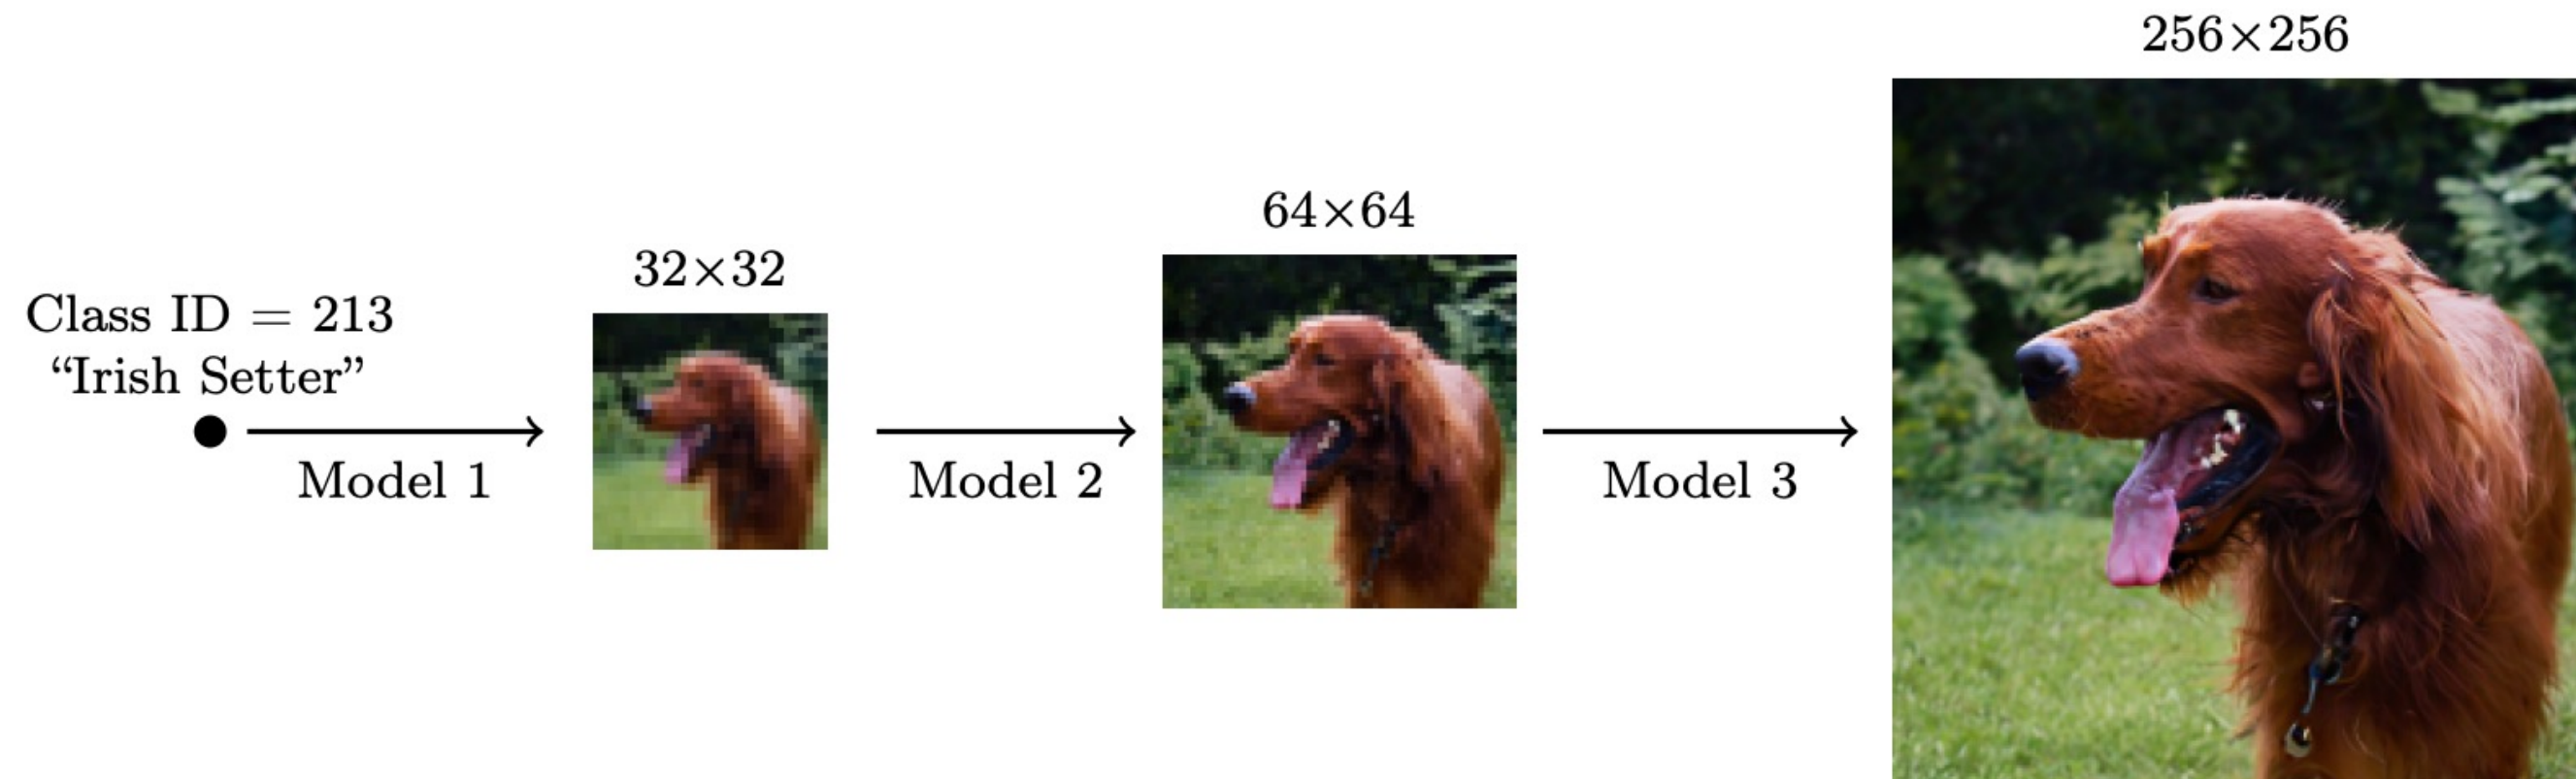 Class ID = 213
“Irish Setter”
Model 1
32×32
Model 2
64×64
Model 3
256×256